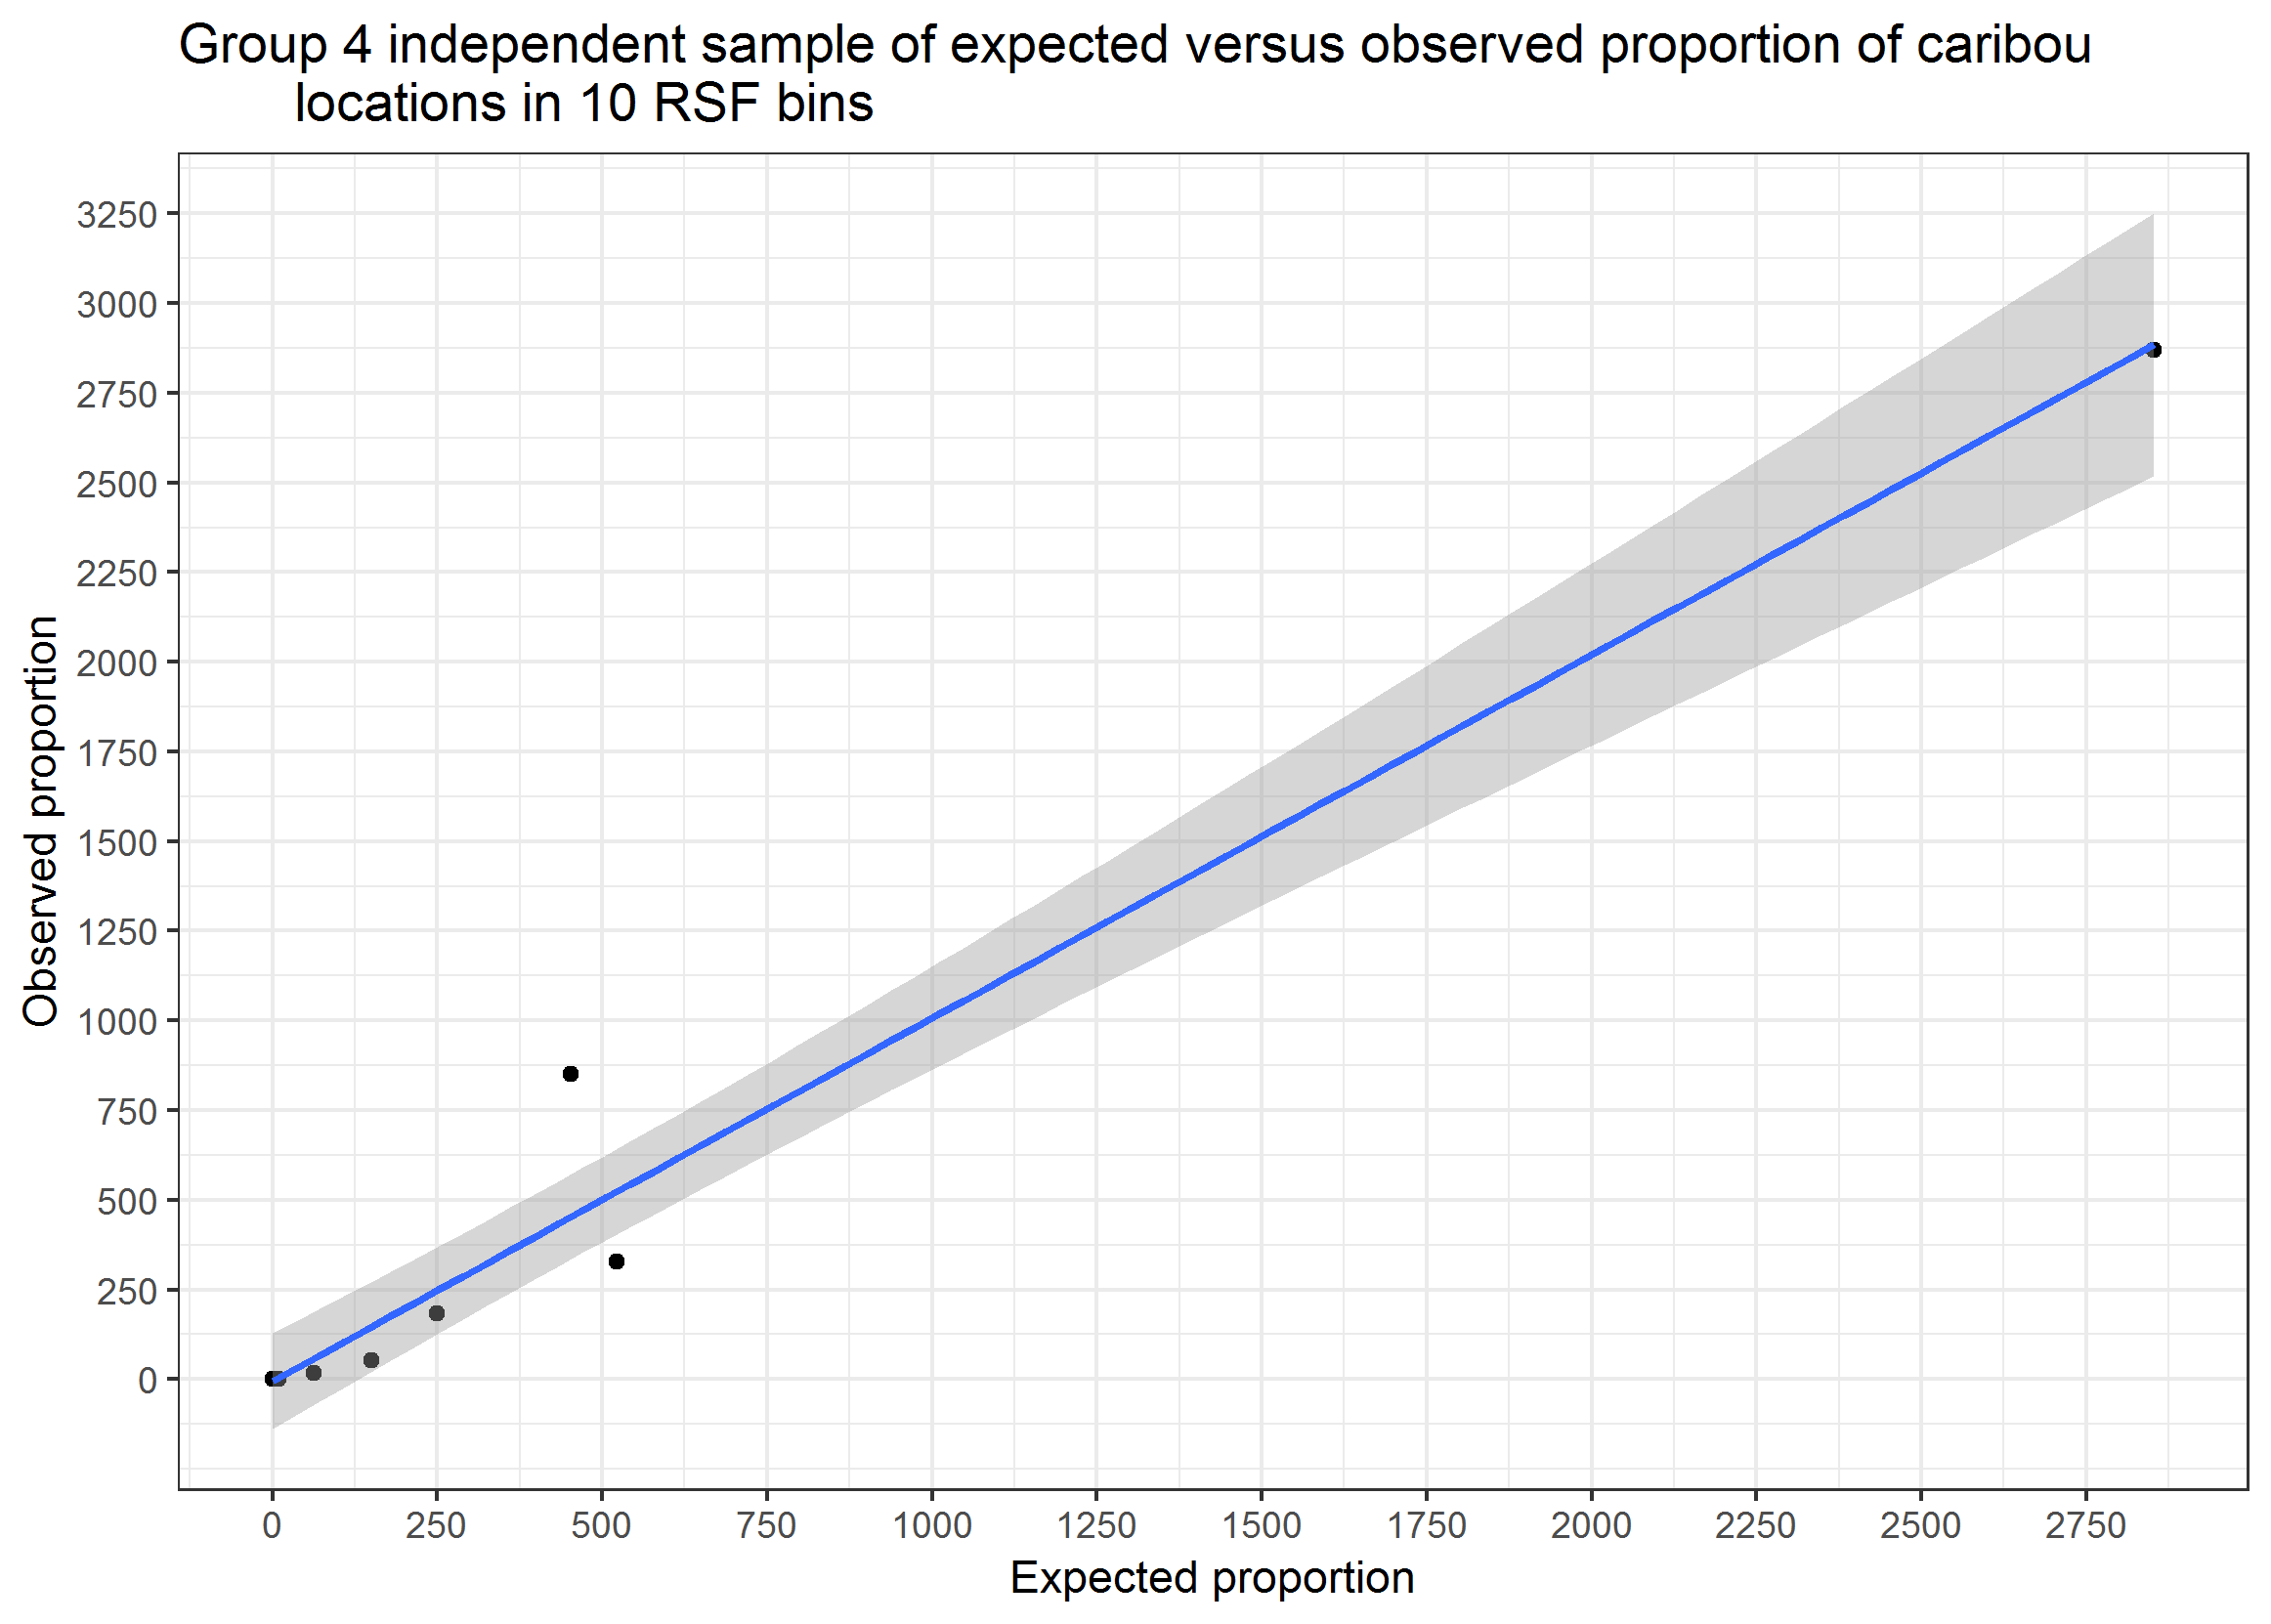 Group 4 independent sample of expected versus observed proportion of caribou
locations in 10 RSF bins
3250
3000
2750
2500
2250
2000
1750
1500
1250
1000
750
500
250
0
Observed proportion
0 250 500 750 1000 1250 1500 1750 2000 2250 2500 2750
Expected proportion